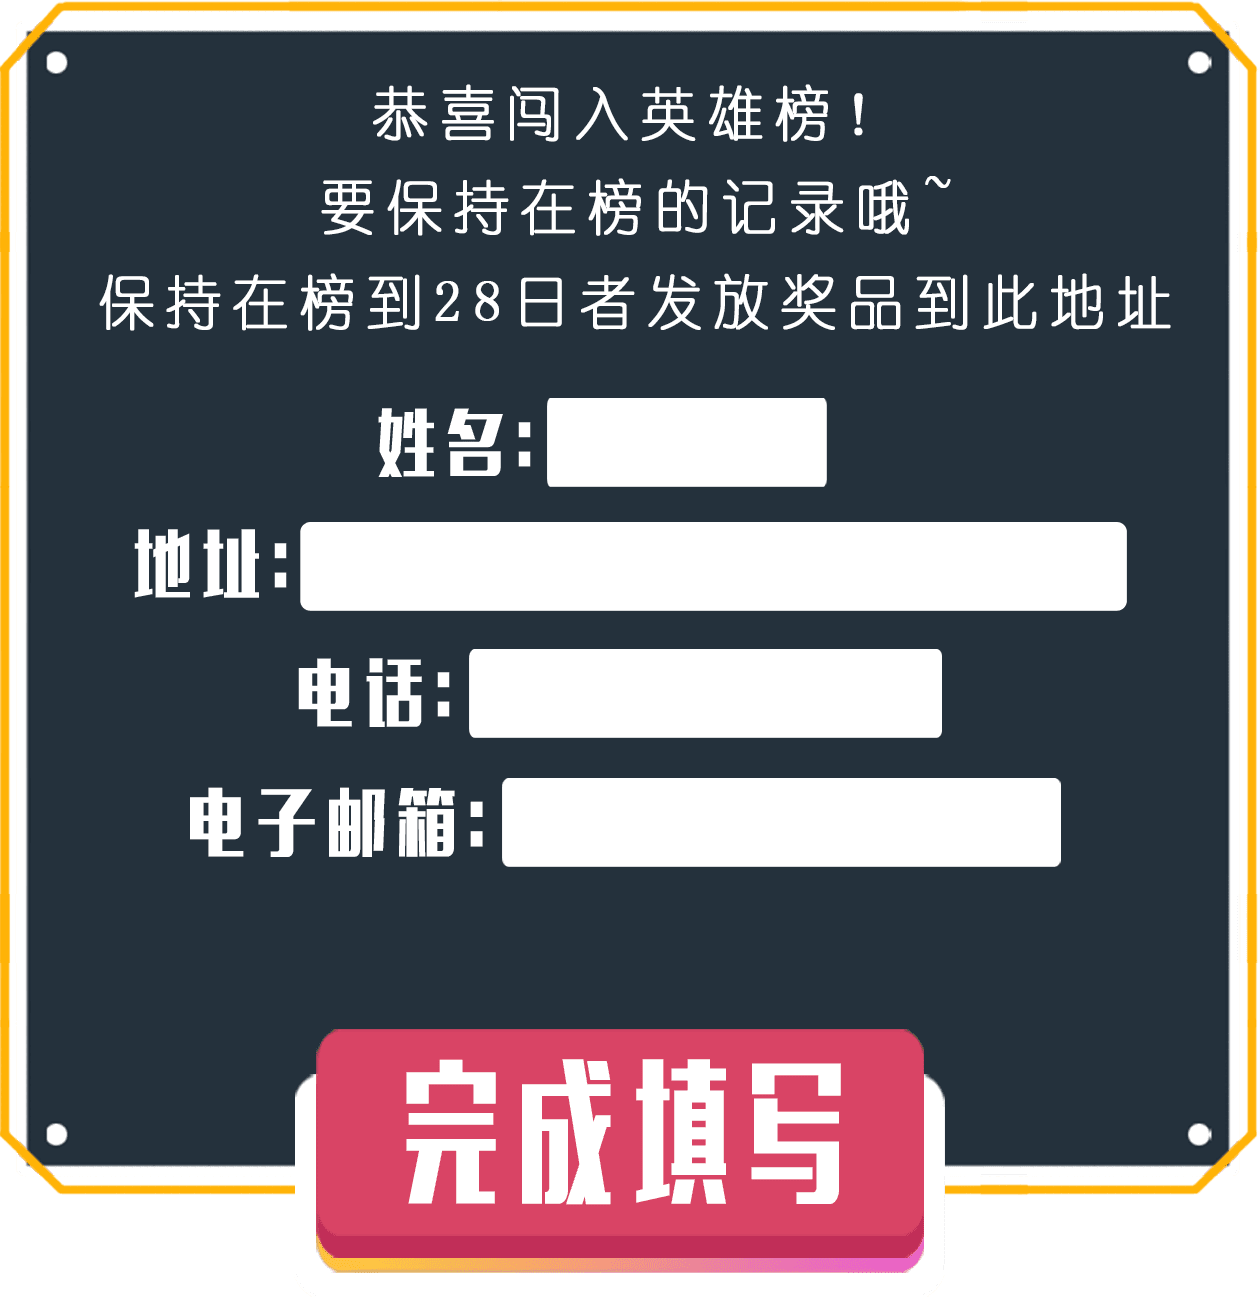 恭喜闯入英雄榜！
要保持在榜的记录哦~
保持在榜到28日者发放奖品到此地址
姓名：
地址：
电话：
电子邮箱：
完成填写